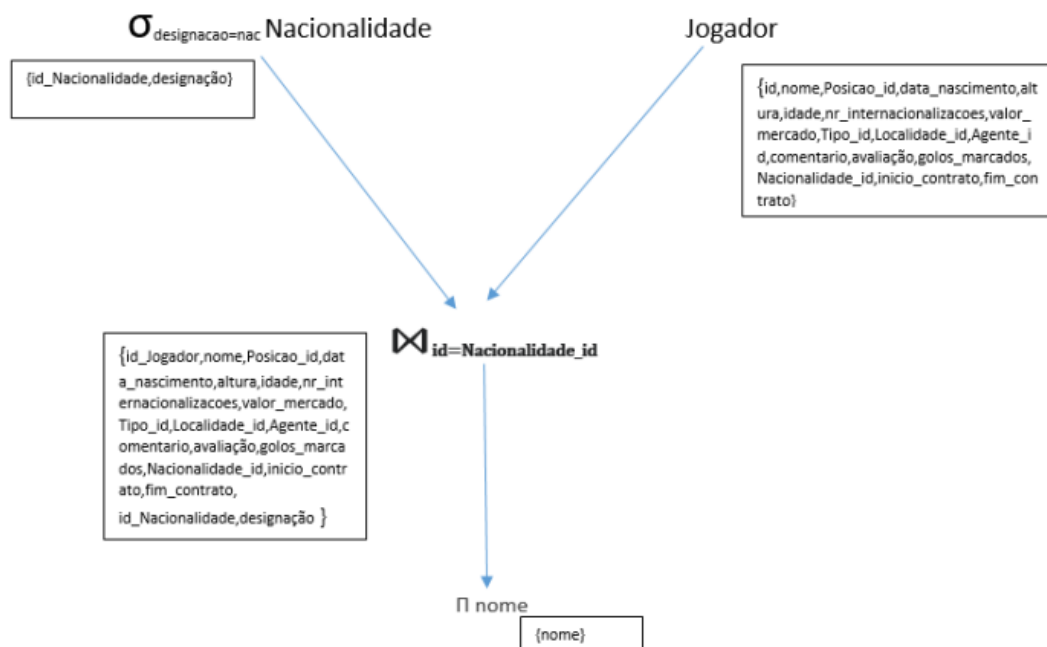 σ designacao=nac Nacionalidade
Jogador
{id_Nacionalidade,designação}
{id,nome,Posicao_id,data_nascimento,alt
ura,idade,nr_internacionalizacoes,valor_
mercado,Tipo_id,Localidade_id,Agente_i
d,comentario,avaliação,golos_marcados,
Nacionalidade_id,inicio_contrato,fim_con
trato}
⋈ id=Nacionalidade_id
{id_Jogador,nome,Posicao_id,dat
a_nascimento,altura,idade,nr_int
ernacionalizacoes,valor_mercado,
Tipo_id,Localidade_id,Agente_id,c
omentario,avaliação,golos_marca
dos,Nacionalidade_id,inicio_contr
ato,fim_contrato,
id_Nacionalidade,designação }
Π nome
{nome}